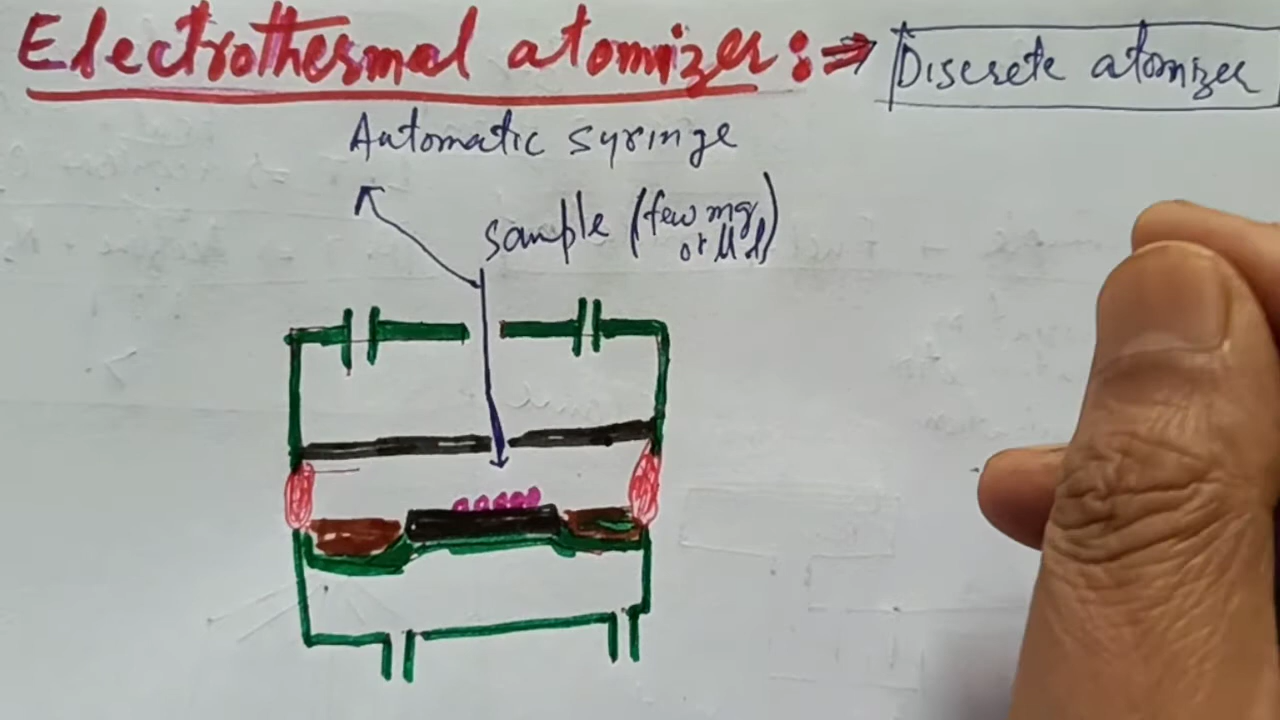 Electrothermal atomizer :⇒ Discrete atomizer
Automatic syringe
sample (few mg
or μl)